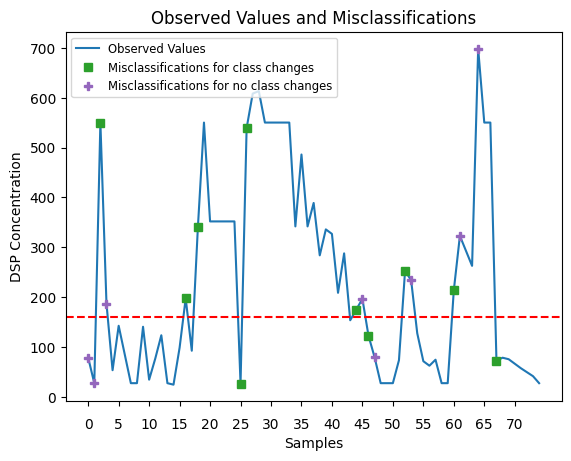 Observed Values and Misclassifications
Observed Values
Misclassifications for class changes
Misclassifications for no class changes
DSP Concentration
700
600
500
400
300
200
100
0
0 5 10 15 20 25 30 35 40 45 50 55 60 65 70
Samples